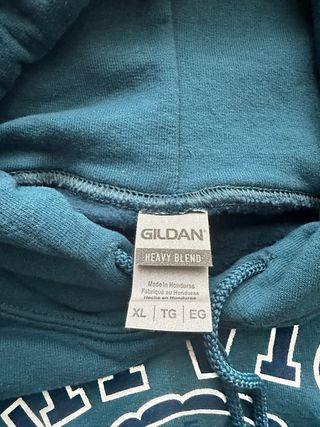 GILDAN
HEAVY BLEND
Made in Honduras
Fabriqué au Honduras
Hecho en Honduras
XL | TG | EG